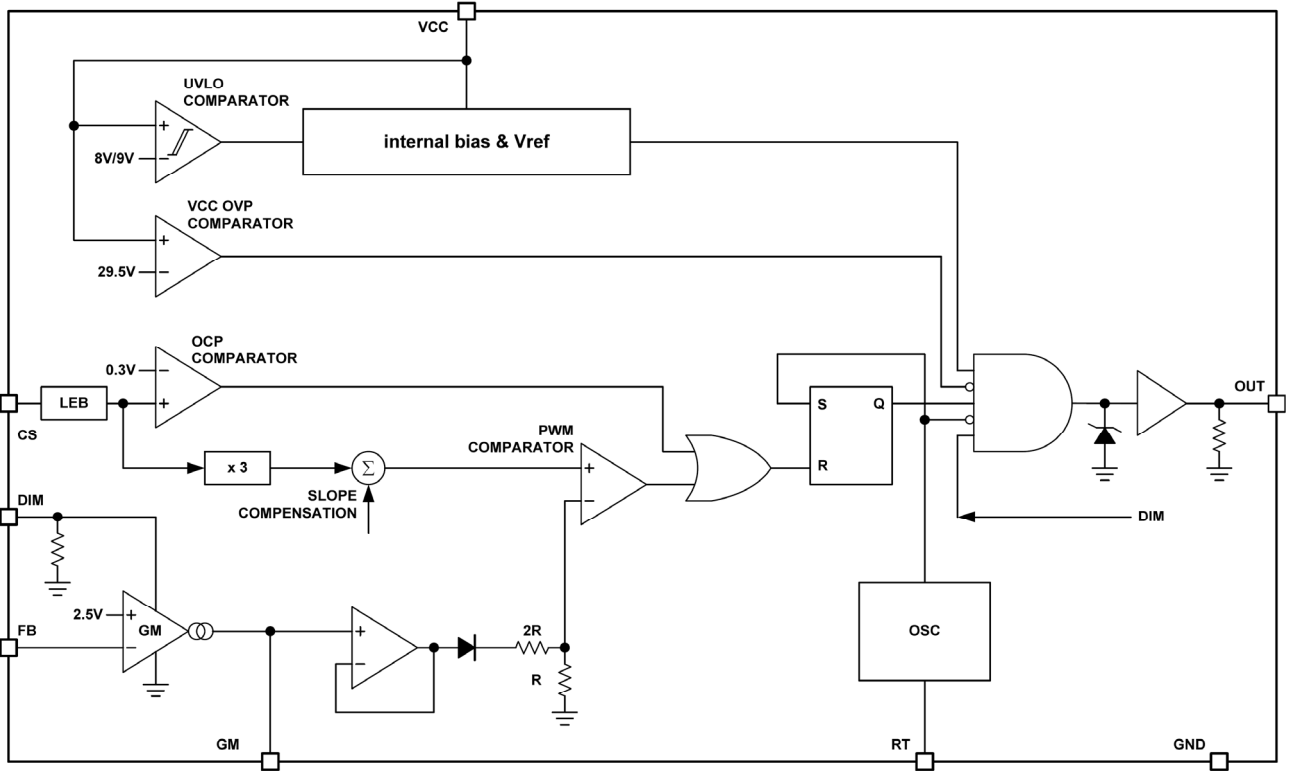 VCC
UVLO
COMPARATOR
+
8V/9V
−
internal bias & Vref
VCC OVP
COMPARATOR
+
29.5V
−
OCP
COMPARATOR
0.3V
−
+
LEB
CS
x 3
Σ
SLOPE
COMPENSATION
PWM
COMPARATOR
+
−
S
Q
R
OUT
DIM
DIM
2.5V
+
GM
−
FB
+
−
2R
R
OSC
GM
RT
GND